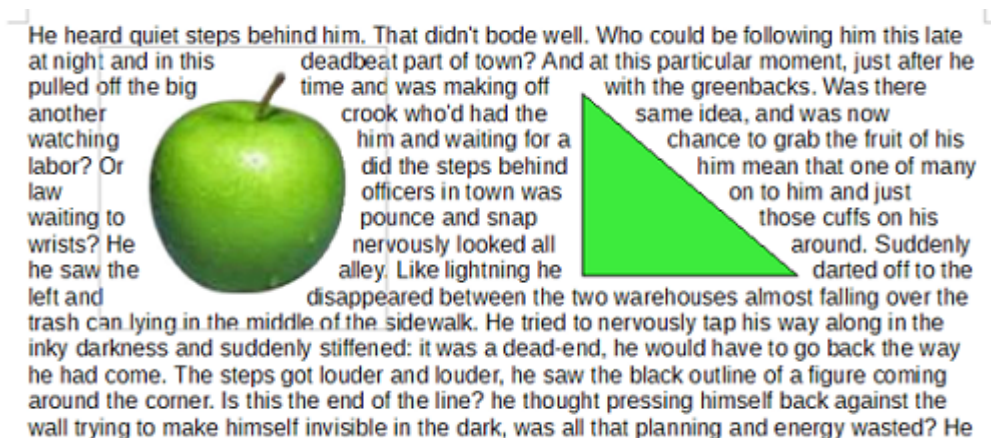 He heard quiet steps behind him. That didn't bode well. Who could be following him this late
at night and in this deadbeat part of town? And at this particular moment, just after he
pulled off the big time and was making off with the greenbacks. Was there
another crook who'd had the same idea, and was now
watching him and waiting for a chance to grab the fruit of his
labor? Or did the steps behind him mean that one of many
law officers in town was on to him and just
waiting to pounce and snap those cuffs on his
wrists? He nervously looked all around. Suddenly
he saw the alley. Like lightning he darted off to the
left and disappeared between the two warehouses almost falling over the
trash can lying in the middle of the sidewalk. He tried to nervously tap his way along in the
inky darkness and suddenly stiffened: it was a dead-end, he would have to go back the way
he had come. The steps got louder and louder, he saw the black outline of a figure coming
around the corner. Is this the end of the line? he thought pressing himself back against the
wall trying to make himself invisible in the dark, was all that planning and energy wasted? He